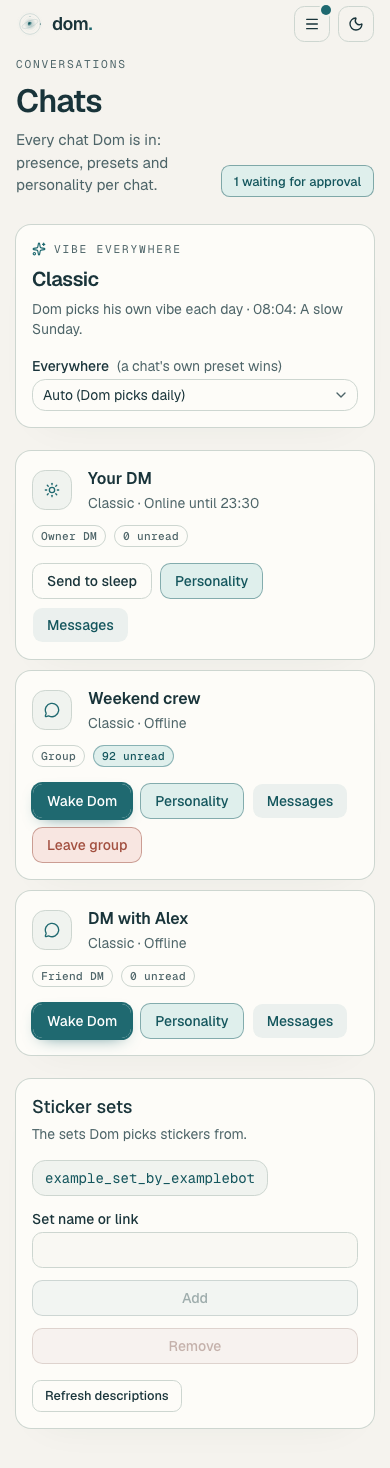 dom.
CONVERSATIONS
Chats
Every chat Dom is in:
presence, presets and
personality per chat.
1 waiting for approval
VIBE EVERYWHERE
Classic
Dom picks his own vibe each day · 08:04: A slow
Sunday.
Everywhere (a chat's own preset wins)
Auto (Dom picks daily)
Your DM
Classic · Online until 23:30
Owner DM 0 unread
Send to sleep Personality
Messages
Weekend crew
Classic · Offline
Group 92 unread
Wake Dom Personality Messages
Leave group
DM with Alex
Classic · Offline
Friend DM 0 unread
Wake Dom Personality Messages
Sticker sets
The sets Dom picks stickers from.
example_set_by_examplebot
Set name or link
Add
Remove
Refresh descriptions